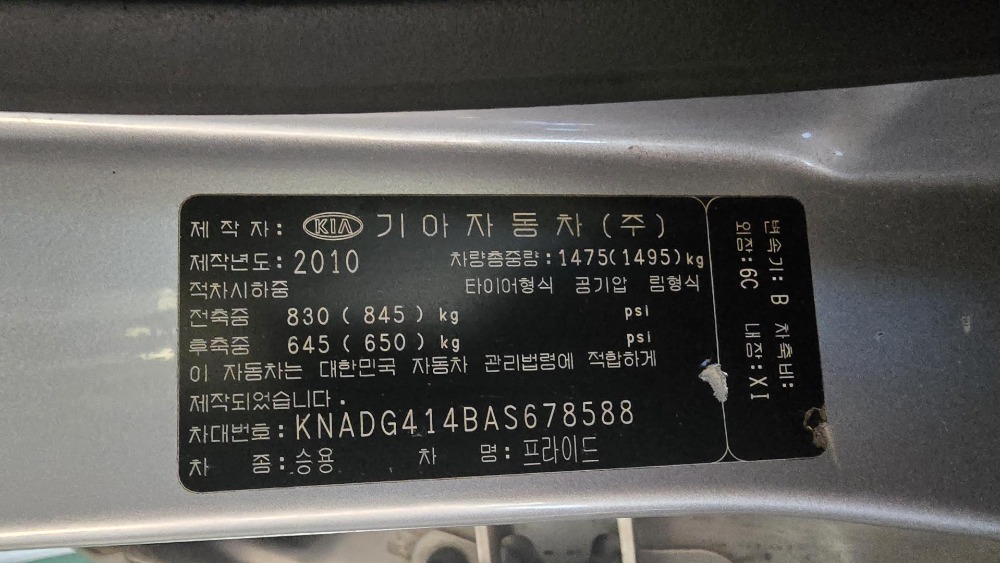 제 작 자 : KIA 기 아 자 동 차 ( 주 )
제작년도 : 2010 차량총중량 : 1475(1495)kg
적차시하중 타이어형식 공기압 림형식
전축중 830 ( 845 ) kg psi
후축중 645 ( 650 ) kg psi
이 자동차는 대한민국 자동차 관리법령에 적합하게
제작되었습니다 .
차대번호 : KNADG414BAS678588
차 종 : 승용 차 명 : 프라이드
변속기 : B 차축비 :
외장 : 6C 내장 : XI